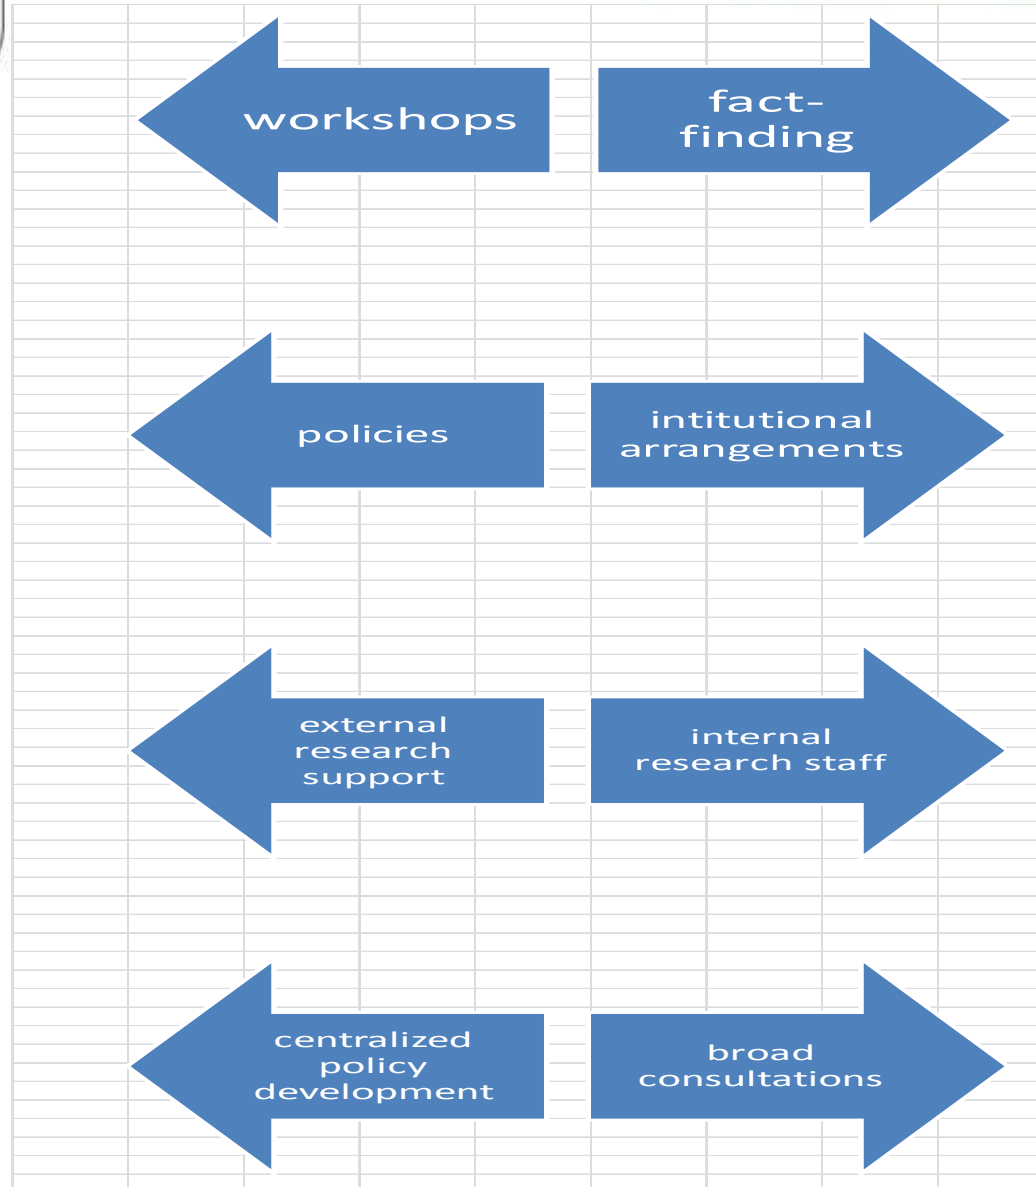 workshops
fact-
finding
policies
intitutional
arrangements
external
research
support
internal
research staff
centralized
policy
development
broad
consultations